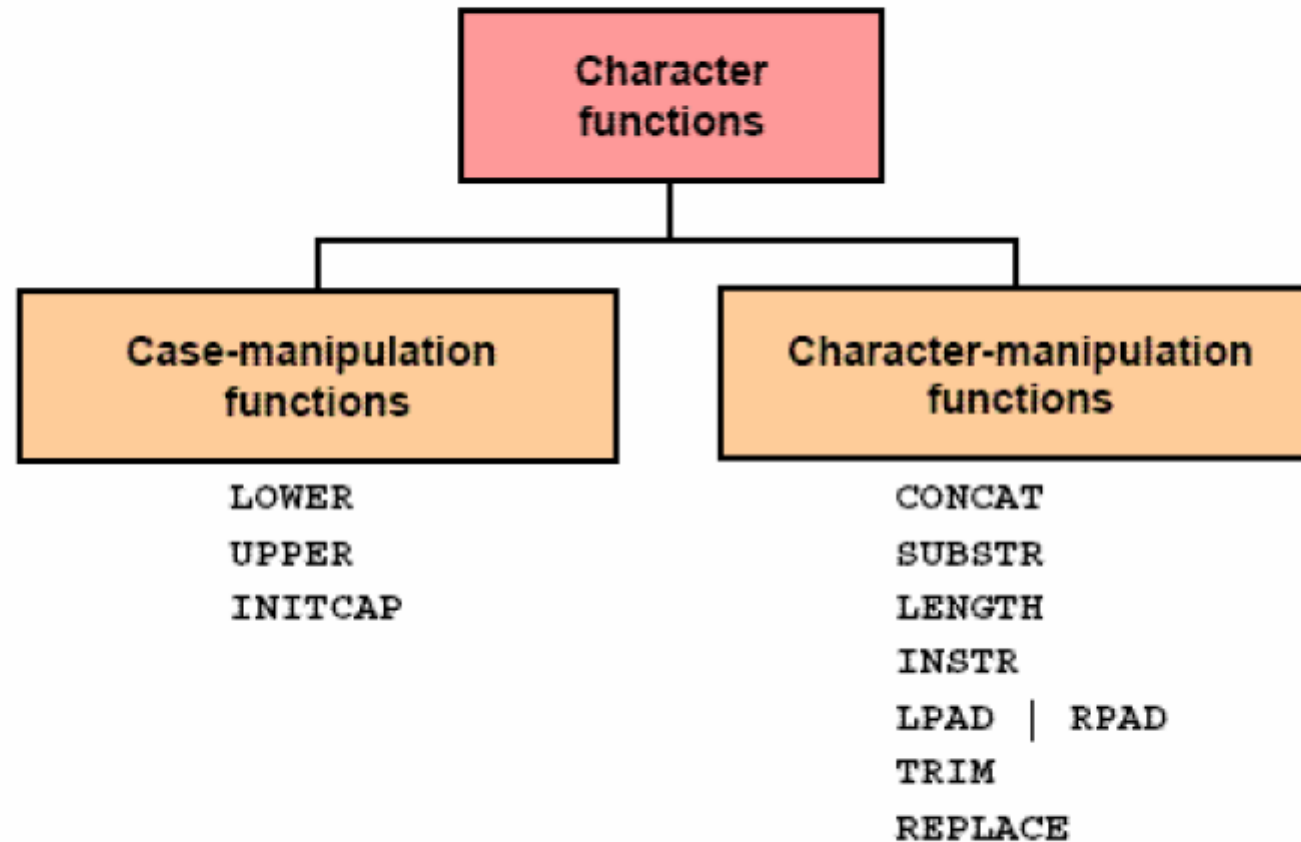 Character
functions
Case-manipulation
functions
LOWER
UPPER
INITCAP
Character-manipulation
functions
CONCAT
SUBSTR
LENGTH
INSTR
LPAD | RPAD
TRIM
REPLACE